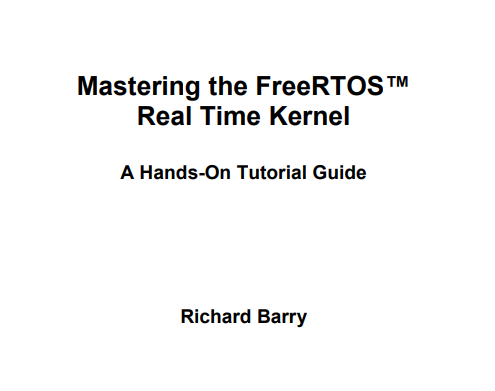 Mastering the FreeRTOS™
Real Time Kernel
A Hands-On Tutorial Guide
Richard Barry